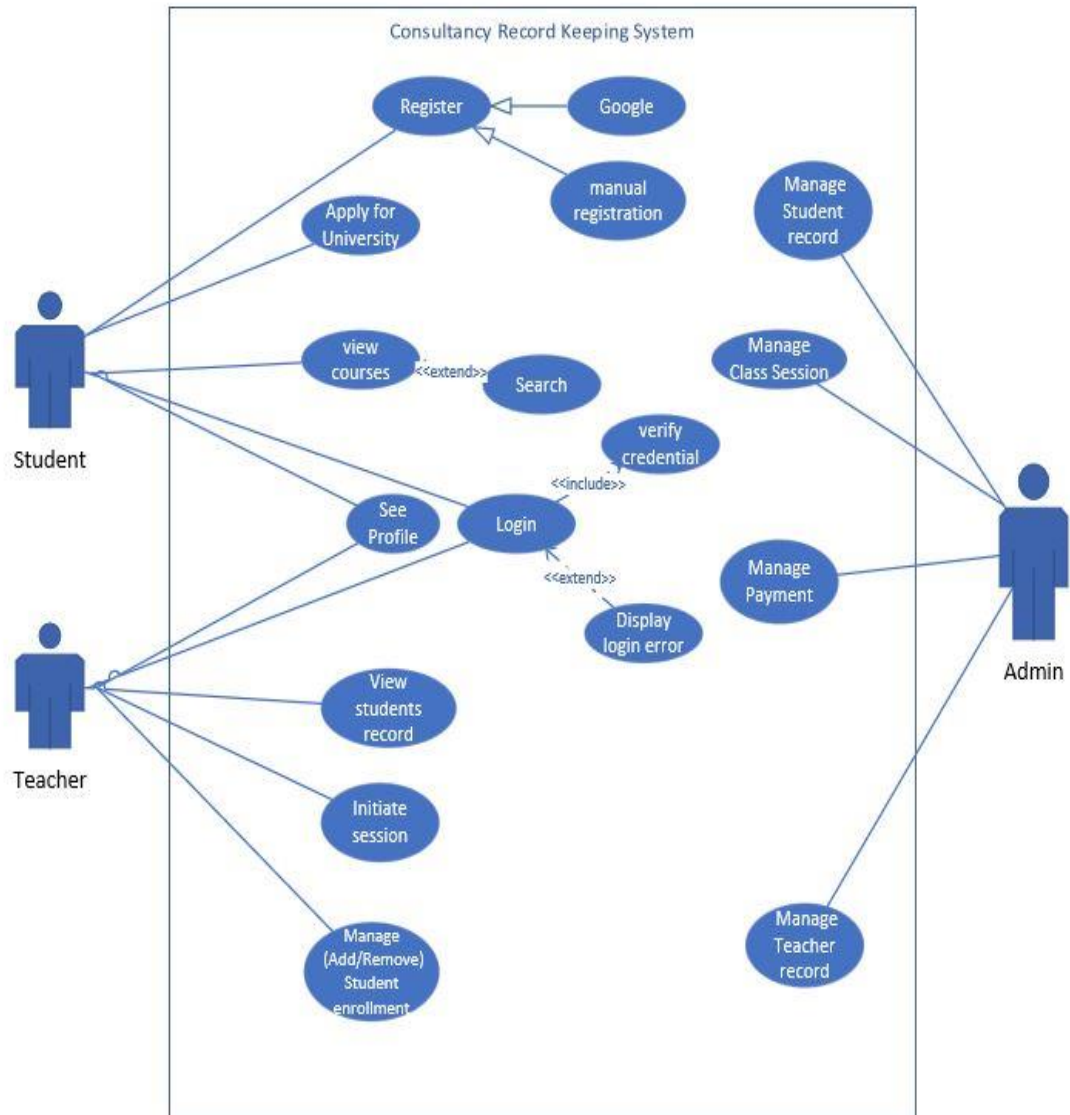 Consultancy Record Keeping System
Register
Google
manual
registration
Manage
Student
record
Apply for
University
view
courses
<<extend>>
Search
Manage
Class Session
Student
verify
credential
<<include>>
See
Profile
Login
<<extend>>
Display
login error
Manage
Payment
Admin
Teacher
View
students
record
Initiate
session
Manage
(Add/Remove)
Student
enrollment
Manage
Teacher
record